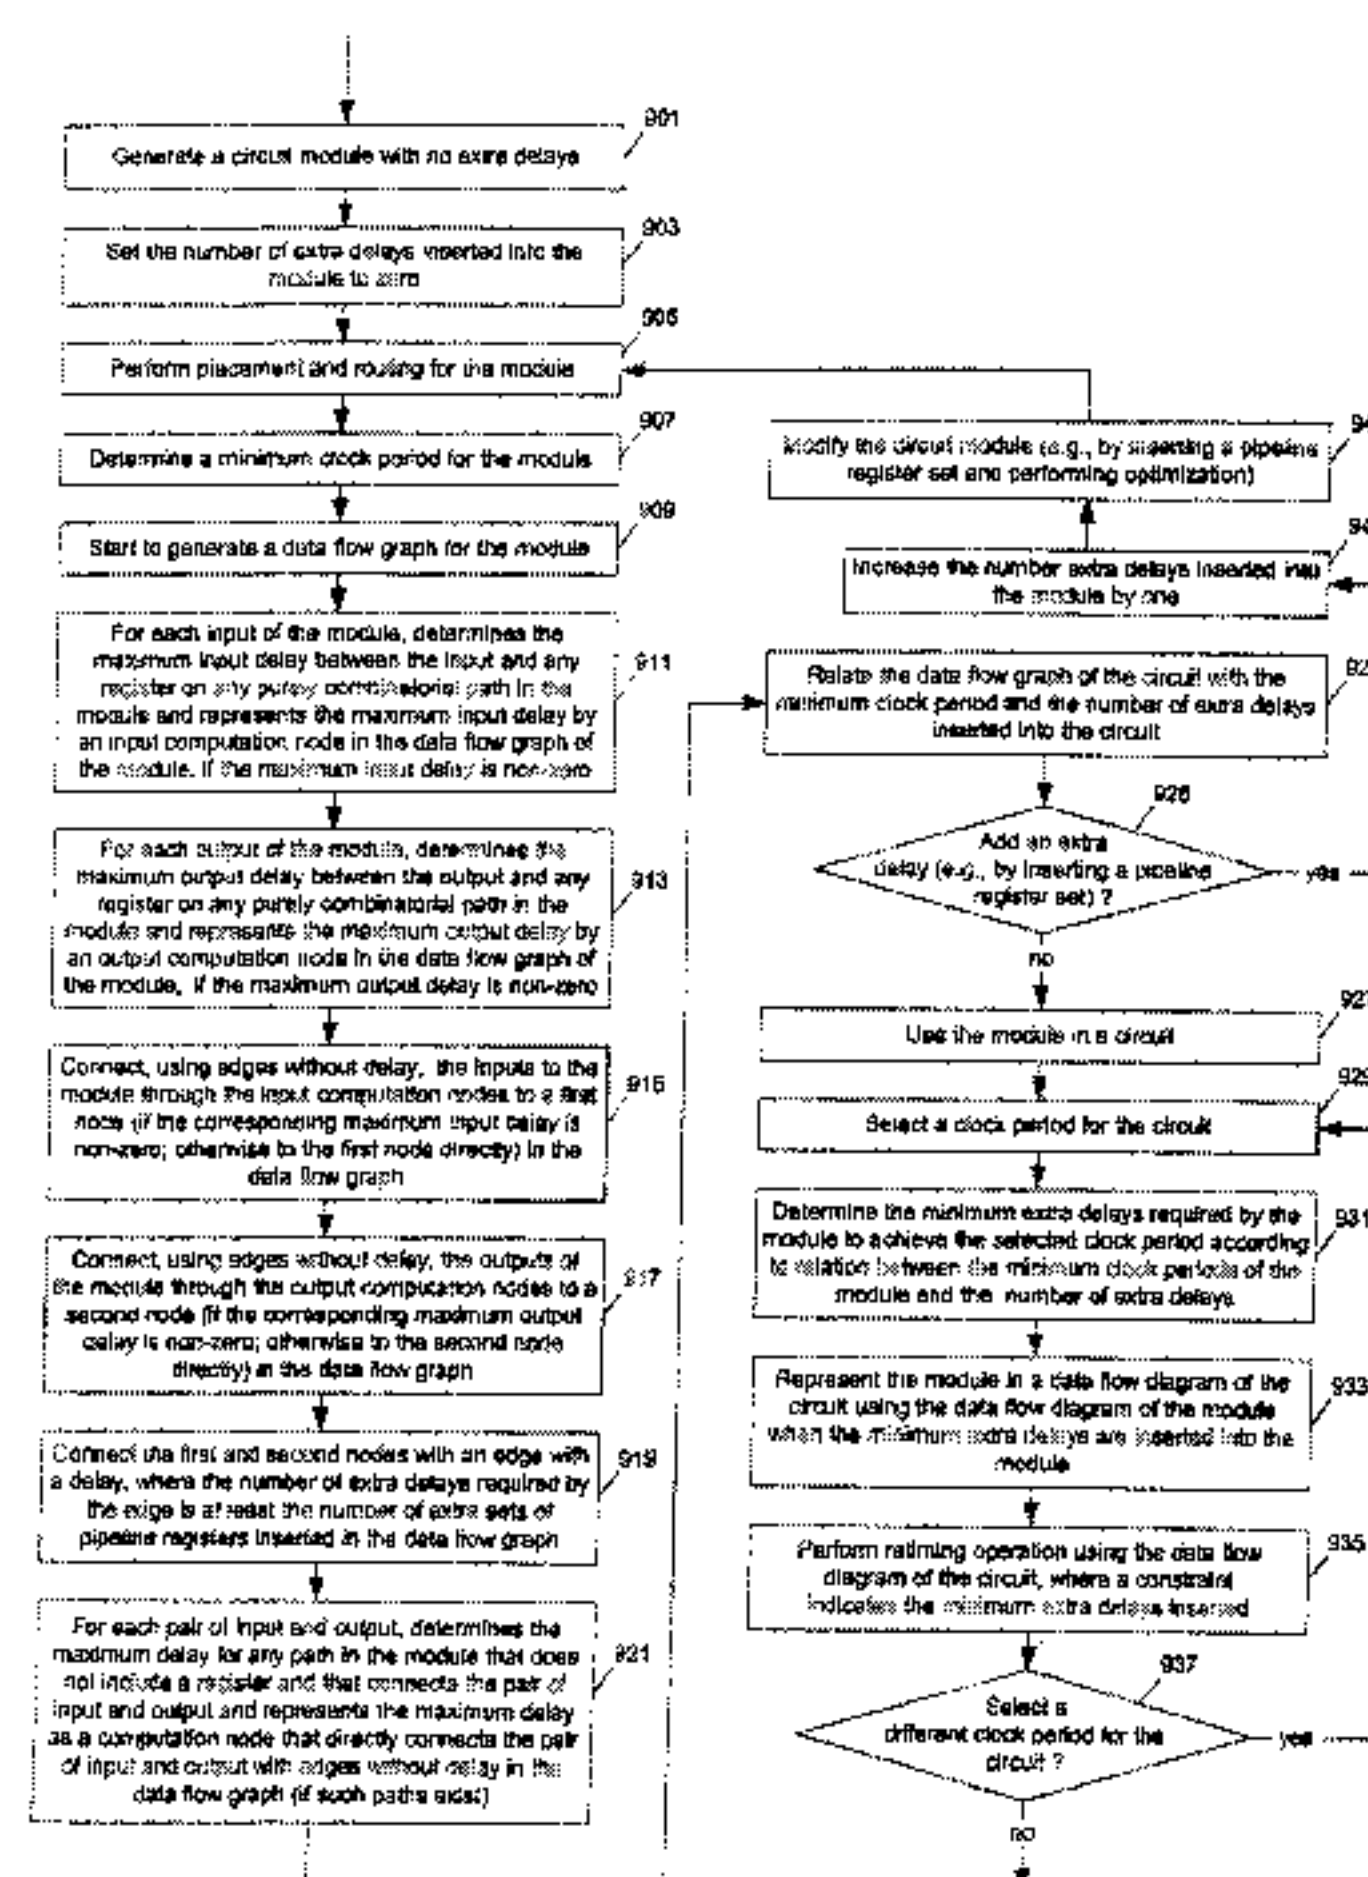 901
Generate a circuit module with no extra delays
903
Set the number of extra delays inserted into the
module to zero
905
Perform placement and routing for the module
907
Determine a minimum clock period for the module
909
Start to generate a data flow graph for the module
For each input of the module, determines the
maximum input delay between the input and any
register on any purely combinatorial path in the
module and represents the maximum input delay by
an input computation node in the data flow graph of
the module, if the maximum input delay is non-zero
911
For each output of the module, determines the
maximum output delay between the output and any
register on any purely combinatorial path in the
module and represents the maximum output delay by
an output computation node in the data flow graph of
the module, if the maximum output delay is non-zero
913
Connect, using edges without delay, the inputs to the
module through the input computation nodes to a first
node (if the corresponding maximum input delay is
non-zero; otherwise to the first node directly) in the
data flow graph
915
Connect, using edges without delay, the outputs of
the module through the output computation nodes to a
second node (if the corresponding maximum output
delay is non-zero; otherwise to the second node
directly) in the data flow graph
917
Connect the first and second nodes with an edge with
a delay, where the number of extra delays required by
the edge is at least the number of extra sets of
pipeline registers inserted in the data flow graph
919
For each pair of input and output, determines the
maximum delay for any path in the module that does
not include a register and that connects the pair of
input and output and represents the maximum delay
as a computation node that directly connects the pair
of input and output with edges without delay in the
data flow graph (if such paths exist)
921
Modify the circuit module (e.g., by inserting a pipeline
register set and performing optimization)
94
Increase the number extra delays inserted into
the module by one
94
Relate the data flow graph of the circuit with the
minimum clock period and the number of extra delays
inserted into the circuit
92
925
Add an extra
delay (e.g., by inserting a pipeline
register set) ?
yes
no
927
Use the module in a circuit
929
Select a clock period for the circuit
Determine the minimum extra delays required by the
module to achieve the selected clock period according
to relation between the minimum clock periods of the
module and the number of extra delays
931
Represent the module in a data flow diagram of the
circuit using the data flow diagram of the module
when the minimum extra delays are inserted into the
module
933
Perform retiming operation using the data flow
diagram of the circuit, where a constraint
indicates the minimum extra delays inserted
935
937
Select a
different clock period for the
circuit ?
yes
no